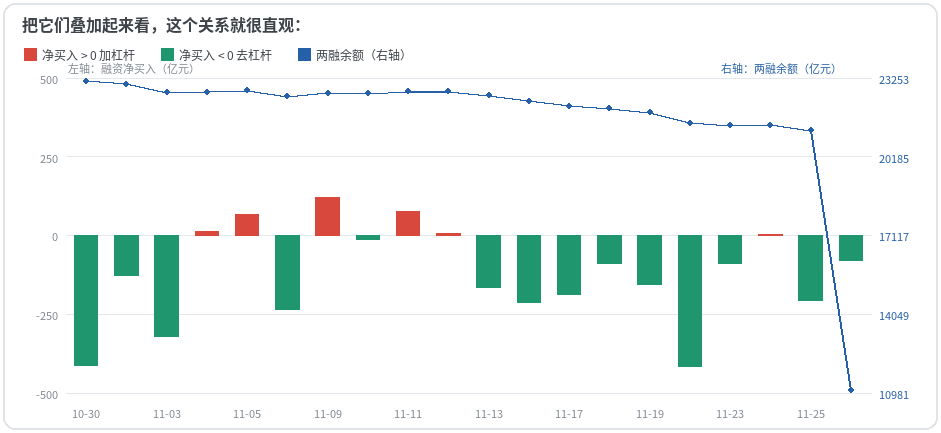 把它们叠加起来看，这个关系就很直观：
净买入 > 0 加杠杆 净买入 < 0 去杠杆 两融余额（右轴）
左轴：融资净买入（亿元） 右轴：两融余额（亿元）
500 23253
250 20185
0 17117
-250 14049
-500 10981
10-30 11-03 11-05 11-09 11-11 11-13 11-17 11-19 11-23 11-25